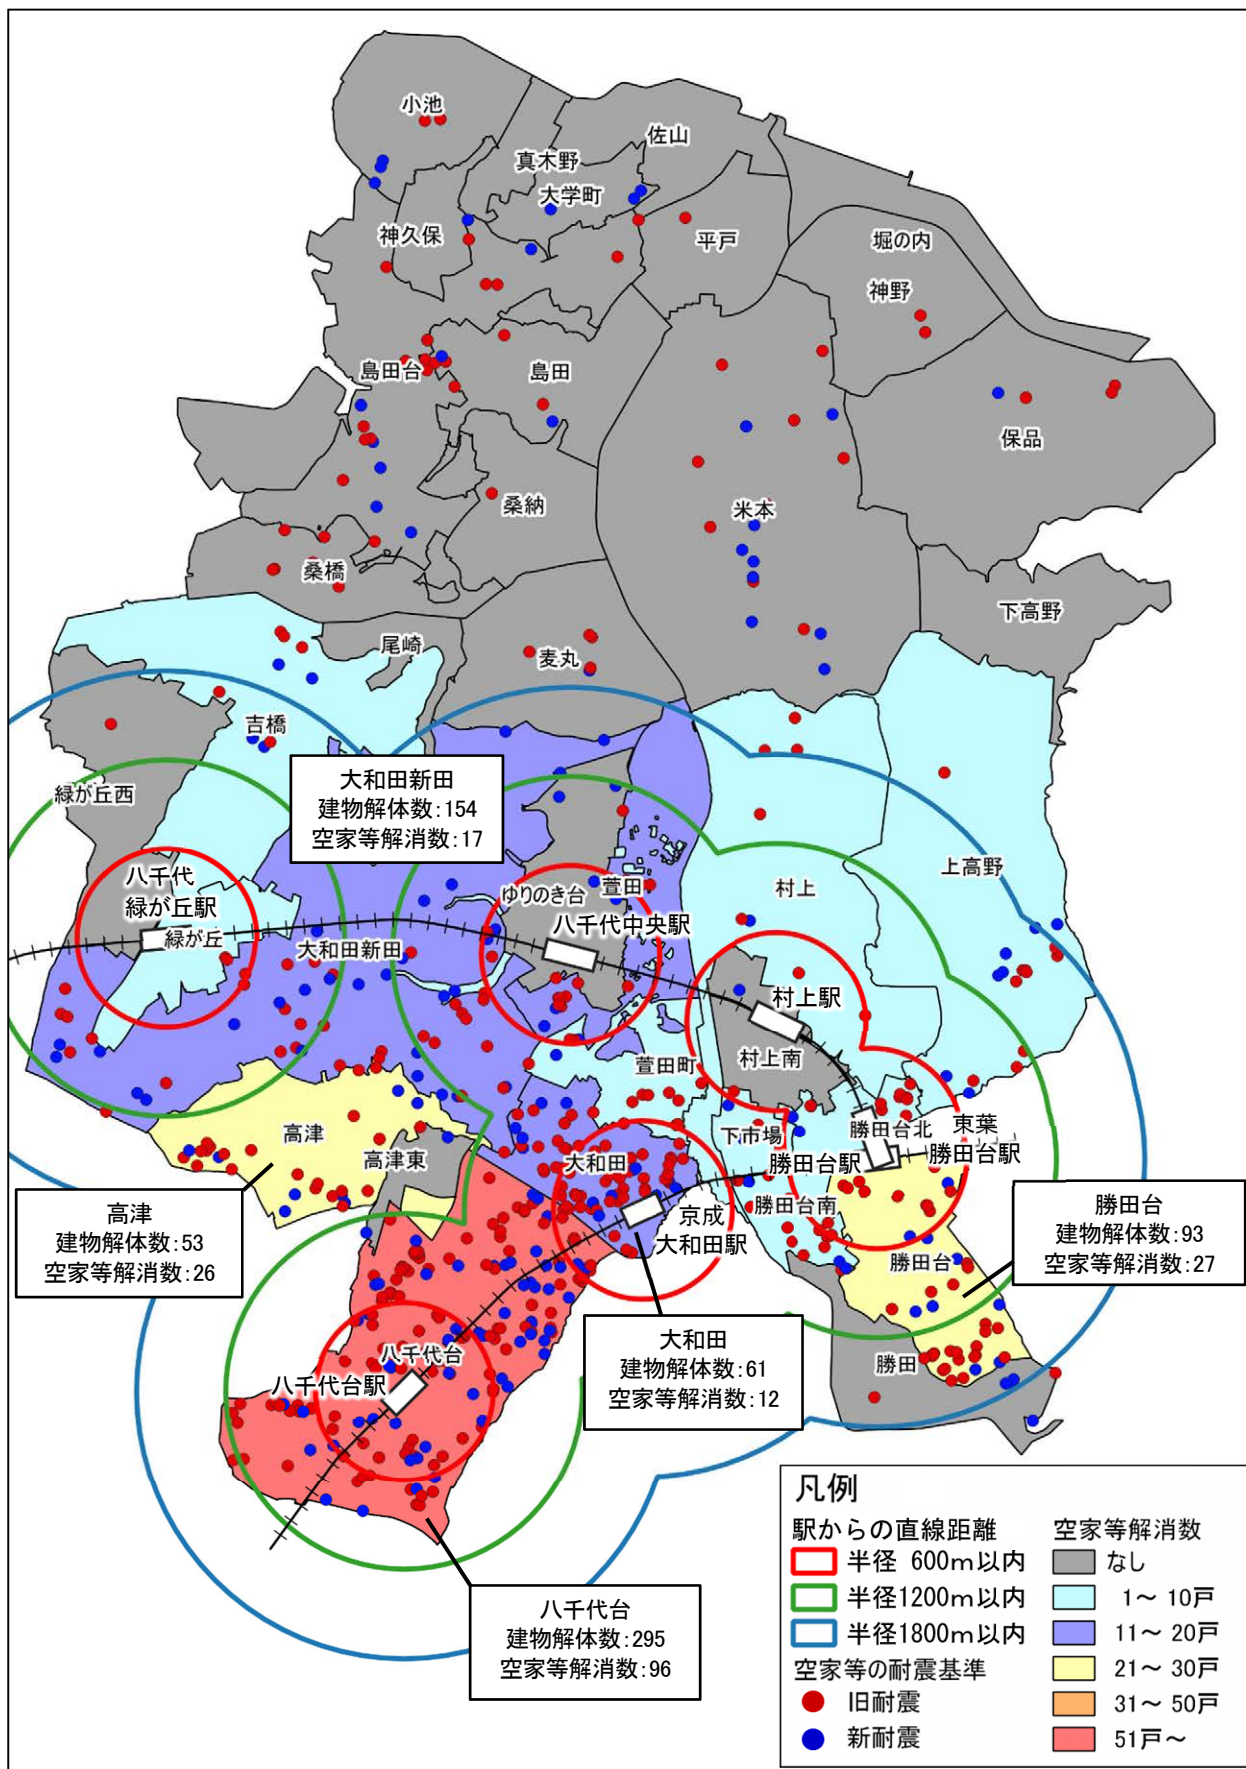 小池
佐山
真木野
大学町
神久保
平戸
堀の内
神野
島田台
島田
保品
桑納
米本
桑橋
下高野
尾崎
麦丸
吉橋
緑が丘西
大和田新田
建物解体数:154
空家等解消数:17
上高野
八千代
緑が丘駅
村上
ゆりのき台
萱田
八千代中央駅
緑が丘
大和田新田
村上駅
萱田町
村上南
高津
高津東
下市場
勝田台北
東葉
勝田台駅
勝田台駅
大和田
勝田台南
京成
大和田駅
高津
建物解体数:53
空家等解消数:26
勝田台
建物解体数:93
空家等解消数:27
勝田台
大和田
建物解体数:61
空家等解消数:12
勝田
八千代台
八千代台駅
八千代台
建物解体数:295
空家等解消数:96
凡例
駅からの直線距離
半径 600m以内
半径1200m以内
半径1800m以内
空家等の耐震基準
旧耐震
新耐震
空家等解消数
なし
1～ 10戸
11～ 20戸
21～ 30戸
31～ 50戸
51戸～